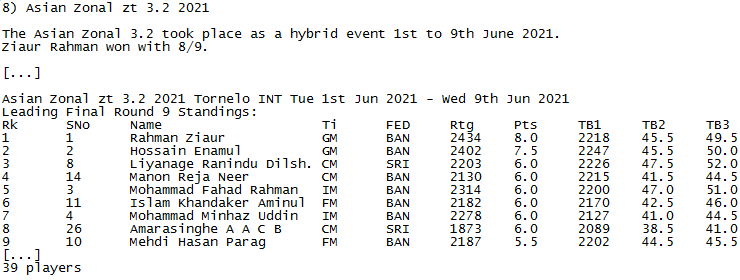 8) Asian Zonal zt 3.2 2021
The Asian Zonal 3.2 took place as a hybrid event 1st to 9th June 2021.
Ziaur Rahman won with 8/9.
[...]
Asian Zonal zt 3.2 2021 Tornelo INT Tue 1st Jun 2021 - Wed 9th Jun 2021
Leading Final Round 9 Standings:
Rk SNo Name Ti FED Rtg Pts TB1 TB2 TB3
1 1 Rahman Ziaur GM BAN 2434 8.0 2218 45.5 49.5
2 2 Hossain Enamul GM BAN 2402 7.5 2247 45.5 50.0
3 8 Liyanage Ranindu Dilsh. CM SRI 2203 6.0 2226 47.5 52.0
4 14 Manon Reja Neer CM BAN 2130 6.0 2215 41.5 44.5
5 3 Mohammad Fahad Rahman IM BAN 2314 6.0 2200 47.0 51.0
6 11 Islam Khandaker Aminul FM BAN 2182 6.0 2170 42.5 46.0
7 4 Mohammad Minhaz Uddin IM BAN 2278 6.0 2127 41.0 44.5
8 26 Amarasinghe A A C B CM SRI 1873 6.0 2089 38.5 41.0
9 10 Mehdi Hasan Parag FM BAN 2187 5.5 2202 44.5 45.5
[...]
39 players